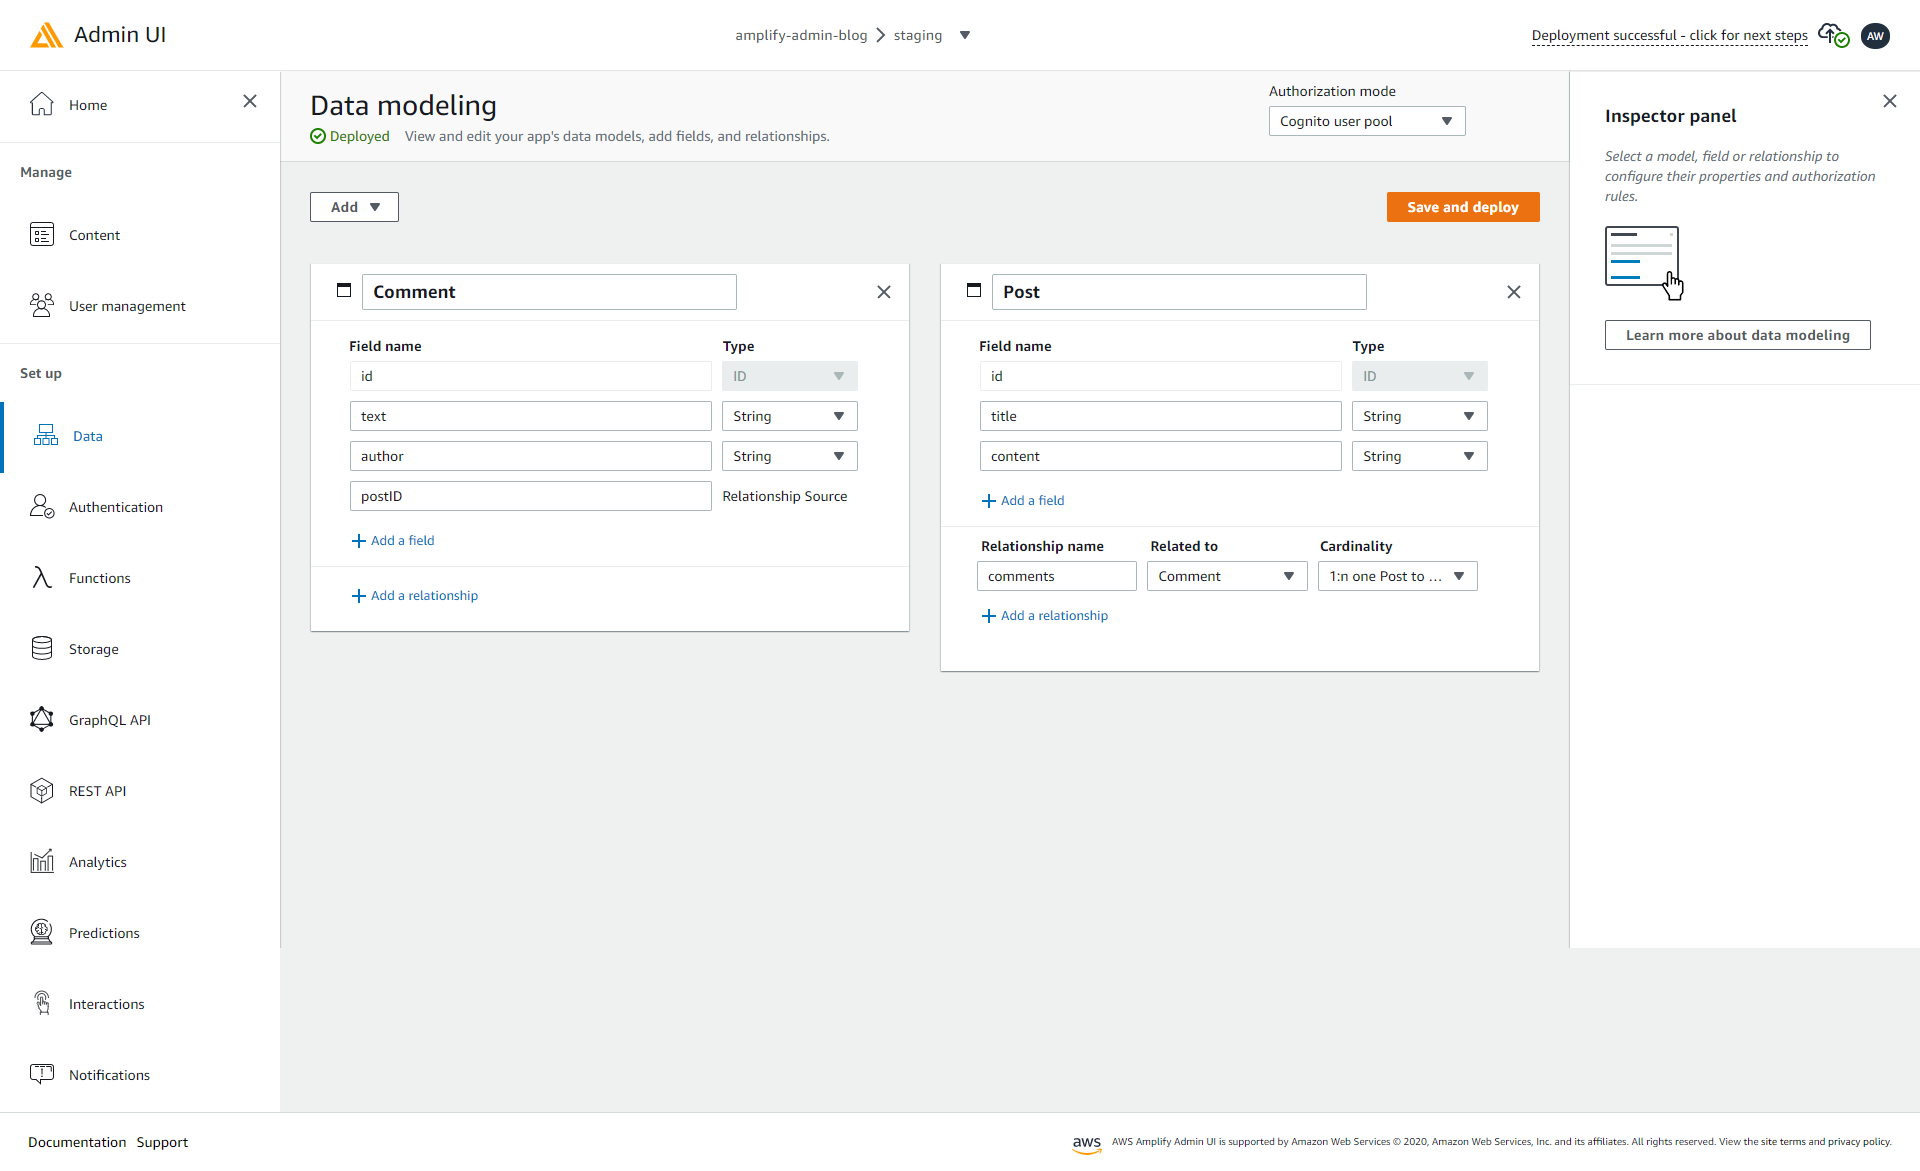 Admin UI
amplify-admin-blog staging
Deployment successful - click for next steps
AW
Home
Manage
Content
User management
Set up
Data
Authentication
Functions
Storage
GraphQL API
REST API
Analytics
Predictions
Interactions
Notifications
Data modeling
Deployed View and edit your app's data models, add fields, and relationships.
Authorization mode
Cognito user pool
Add
Save and deploy
Comment
Field name Type
id ID
text String
author String
postID Relationship Source
Add a field
Add a relationship
Post
Field name Type
id ID
title String
content String
Add a field
Relationship name Related to Cardinality
comments Comment 1:n one Post to ...
Add a relationship
Inspector panel
Select a model, field or relationship to
configure their properties and authorization
rules.
Learn more about data modeling
Documentation Support
aws AWS Amplify Admin UI is supported by Amazon Web Services © 2020, Amazon Web Services, Inc. and its affiliates. All rights reserved. View the site terms and privacy policy.